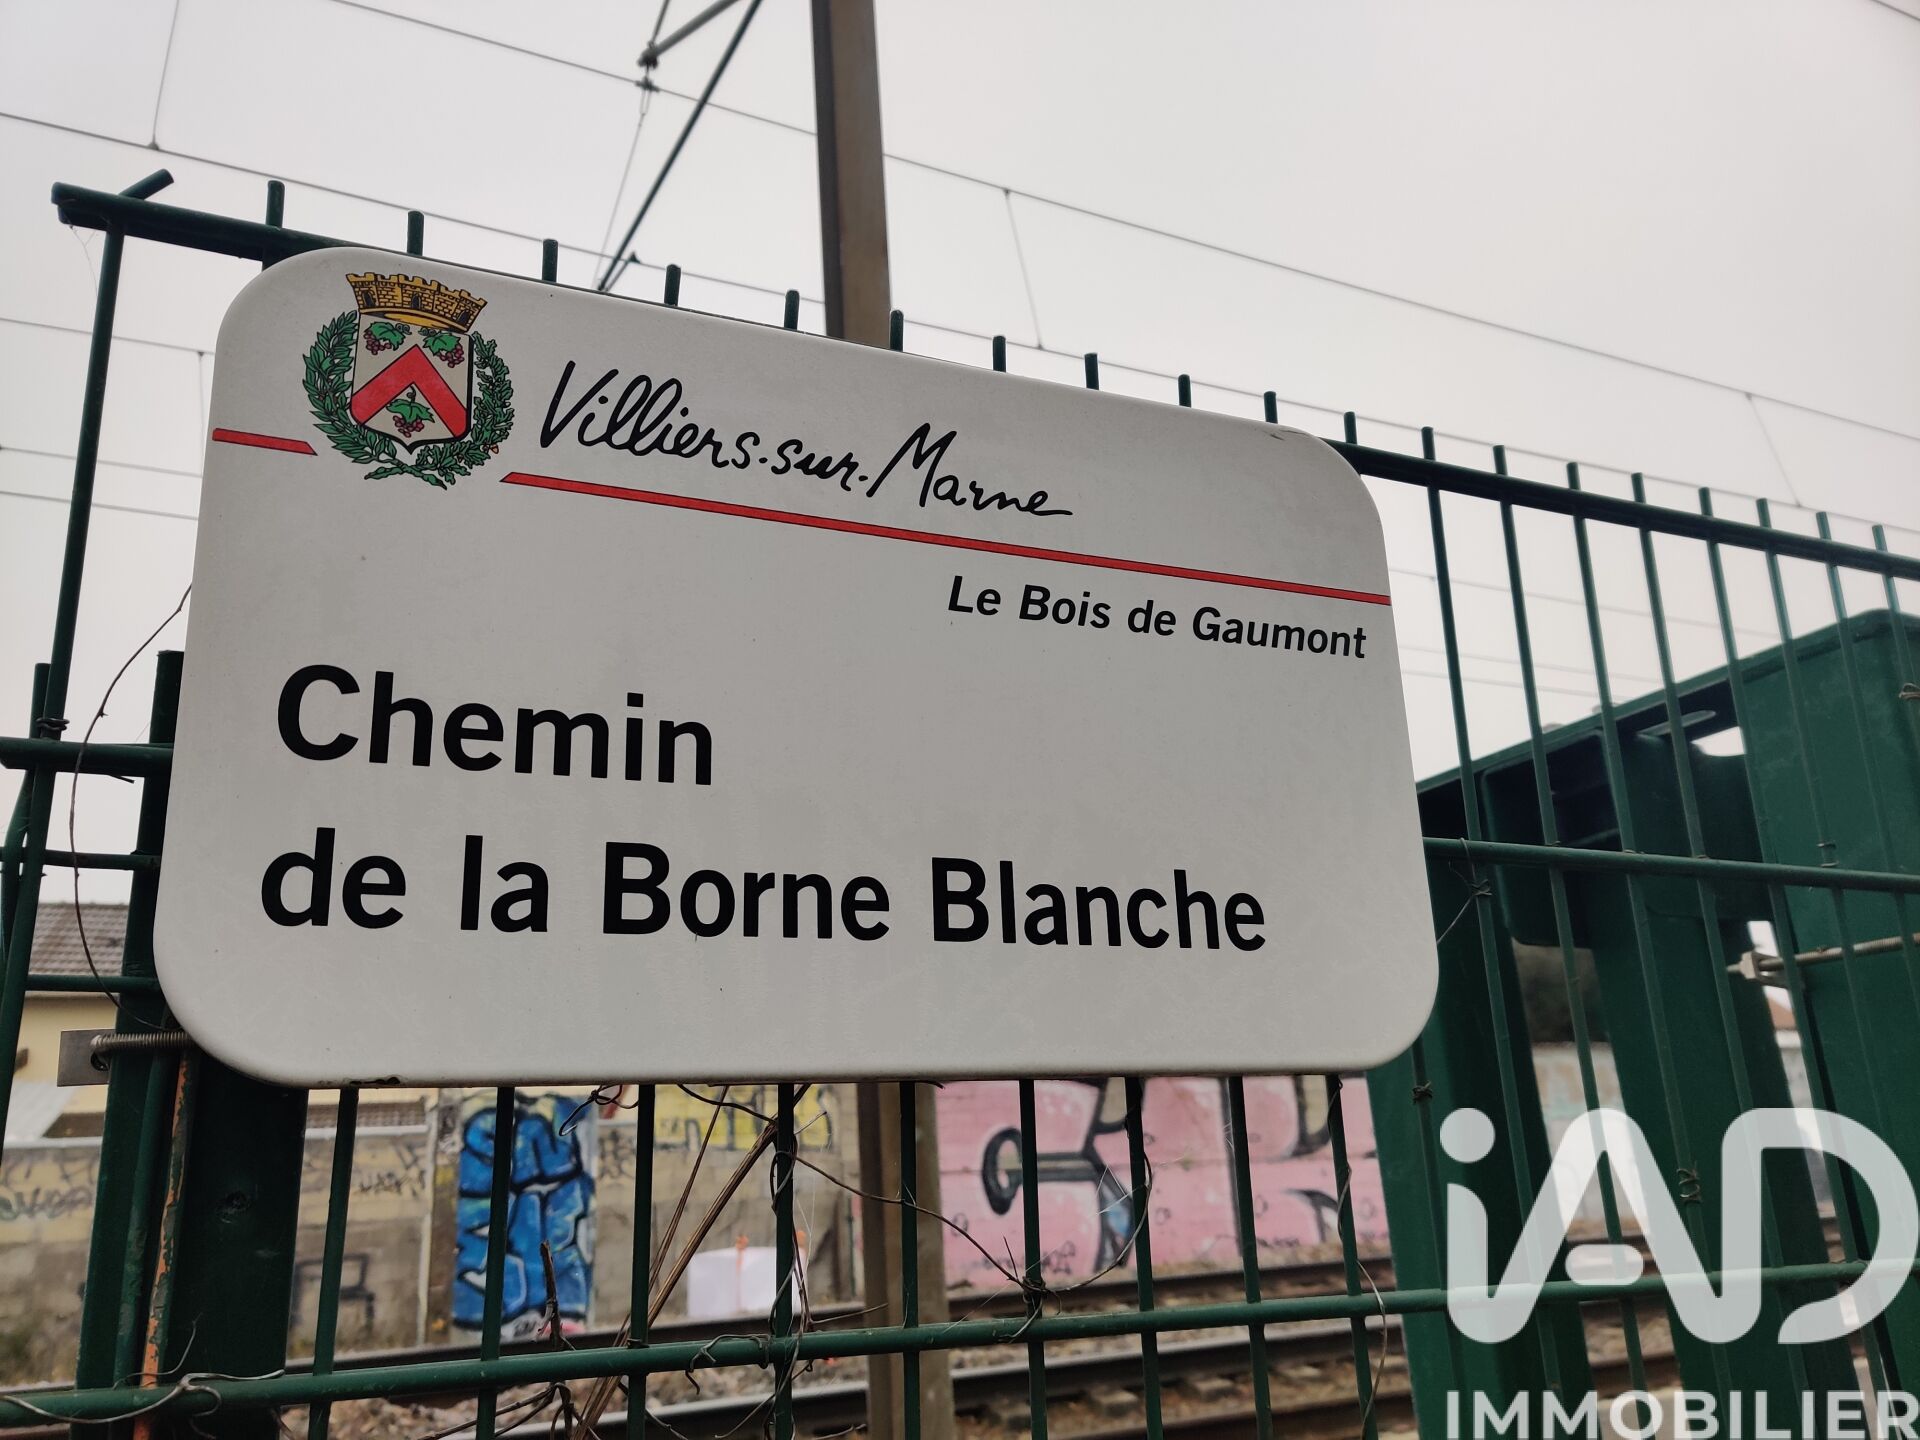 Villiers-sur-Marne
Le Bois de Gaumont
Chemin
de la Borne Blanche
iAD
IMMOBILIER